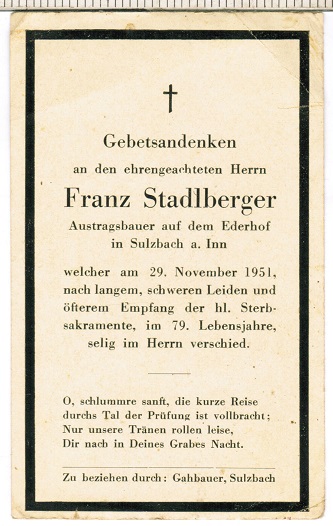 Gebetsandenken
an den ehrengeachteten Herrn
Franz Stadlberger
Austragsbauer auf dem Ederhof
in Sulzbach a. Inn
welcher am 29. November 1951,
nach langem, schweren Leiden und
öfterem Empfang der hl. Sterb-
sakramente, im 79. Lebensjahre,
selig im Herrn verschied.
O, schlummre sanft, die kurze Reise
durchs Tal der Prüfung ist vollbracht;
Nur unsere Tränen rollen leise,
Dir nach in Deines Grabes Nacht.
Zu beziehen durch: Gahbauer, Sulzbach